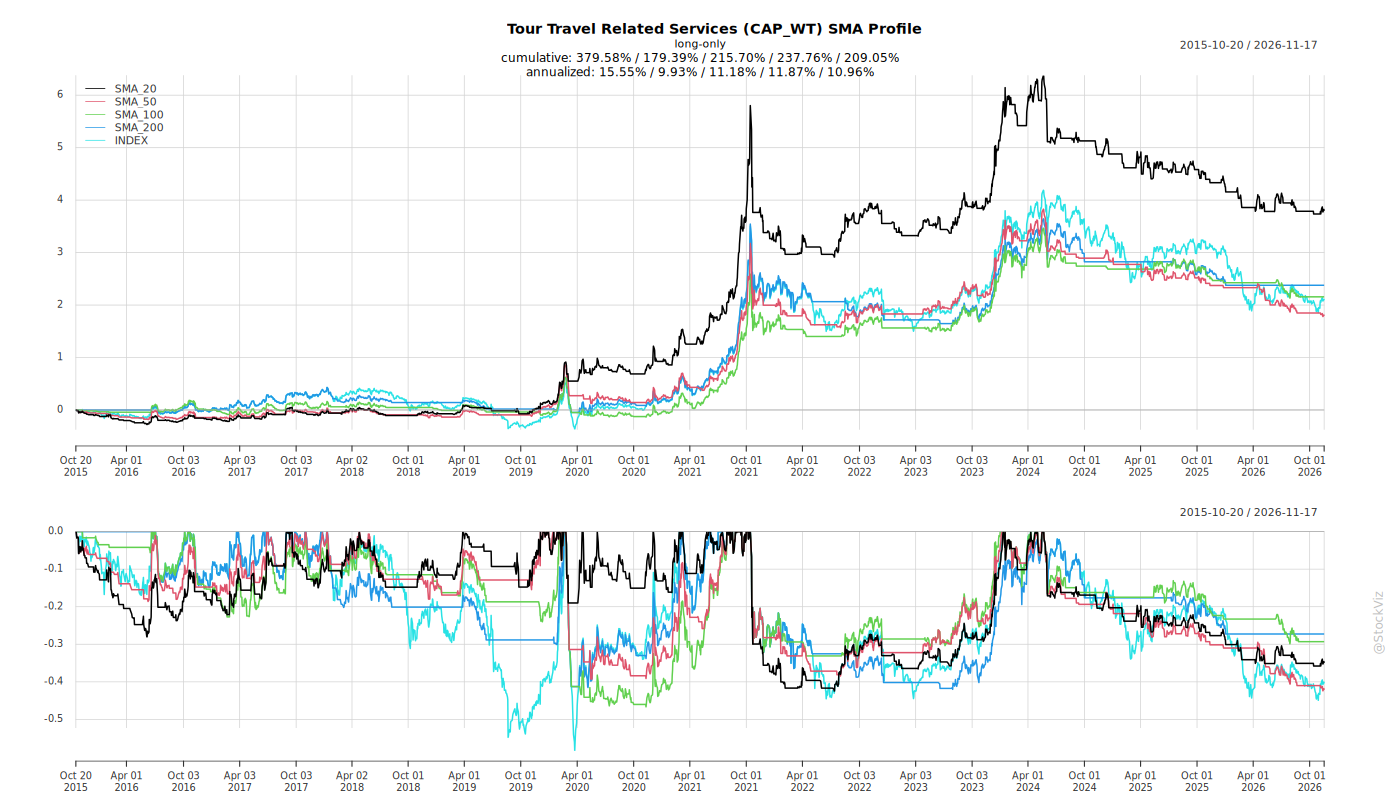 Tour Travel Related Services (CAP_WT) SMA Profile
long-only
2015-10-20 / 2026-11-17
cumulative: 379.58% / 179.39% / 215.70% / 237.76% / 209.05%
annualized: 15.55% / 9.93% / 11.18% / 11.87% / 10.96%
SMA_20
SMA_50
SMA_100
SMA_200
INDEX
6
5
4
3
2
1
0
Oct 20 Apr 01 Oct 03 Apr 03 Oct 03 Apr 02 Oct 01 Apr 01 Oct 01 Apr 01 Oct 01 Apr 01 Oct 01 Apr 01 Oct 03 Apr 03 Oct 03 Apr 01 Oct 01 Apr 01 Oct 01 Apr 01 Oct 01
2015 2016 2016 2017 2017 2018 2018 2019 2019 2020 2020 2021 2021 2022 2022 2023 2023 2024 2024 2025 2025 2026 2026
2015-10-20 / 2026-11-17
0.0
-0.1
-0.2
-0.3
-0.4
-0.5
Oct 20 Apr 01 Oct 03 Apr 03 Oct 03 Apr 02 Oct 01 Apr 01 Oct 01 Apr 01 Oct 01 Apr 01 Oct 01 Apr 01 Oct 03 Apr 03 Oct 03 Apr 01 Oct 01 Apr 01 Oct 01 Apr 01 Oct 01
2015 2016 2016 2017 2017 2018 2018 2019 2019 2020 2020 2021 2021 2022 2022 2023 2023 2024 2024 2025 2025 2026 2026
@StockViz